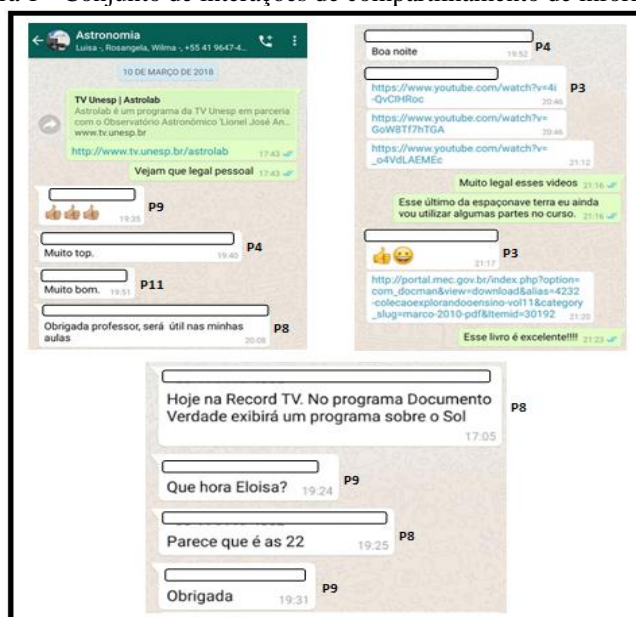 Astronomia
Luisa -, Rosangela, Wilma -, +55 41 9647-4...
10 DE MARÇO DE 2018
TV Unesp | Astrolab
Astrolab é um programa da TV Unesp em parceria
com o Observatório Astronômico 'Lionel José An...
www.tv.unesp.br
http://www.tv.unesp.br/astrolab 17:43
Vejam que legal pessoal 17:43
19:35
P9
Muito top. 19:40
P4
Muito bom. 19:51
P11
Obrigada professor, será útil nas minhas
aulas 20:08
P8
Boa noite 19:52
P4
https://www.youtube.com/watch?v=4i
-QvCIHRoc 20:46
P3
https://www.youtube.com/watch?v=
GoW8Tf7hTGA 20:46
https://www.youtube.com/watch?v=
_o4VdLAEMEc 21:12
Muito legal esses videos 21:16
Esse último da espaçonave terra eu ainda
vou utilizar algumas partes no curso. 21:16
21:17
P3
http://portal.mec.gov.br/index.php?option=
com_docman&view=download&alias=4232
-colecaoexplorandooensino-vol11&category
_slug=marco-2010-pdf&Itemid=30192 21:20
Esse livro é excelente!!!! 21:23
Hoje na Record TV. No programa Documento
Verdade exibirá um programa sobre o Sol
17:05
P8
Que hora Eloisa? 19:24
P9
Parece que é as 22 19:25
P8
Obrigada 19:31
P9